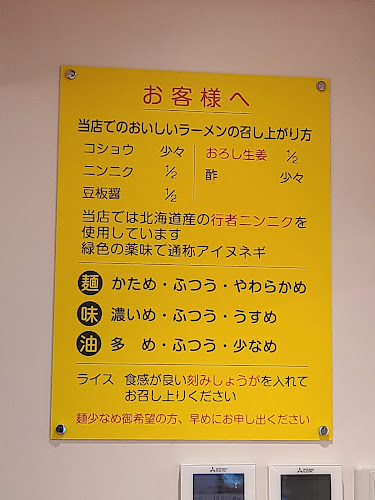 お客様へ
当店でのおいしいラーメンの召し上がり方
コショウ 少々 おろし生姜 ½
ニンニク ½ 酢 少々
豆板醤 ½
当店では北海道産の行者ニンニクを
使用しています
緑色の薬味で通称アイヌネギ
麺 かため・ふつう・やわらかめ
味 濃いめ・ふつう・うすめ
油 多 め・ふつう・少なめ
ライス 食感が良い刻みしょうがを入れて
お召し上りください
麺少なめ御希望の方、早めにお申し出ください